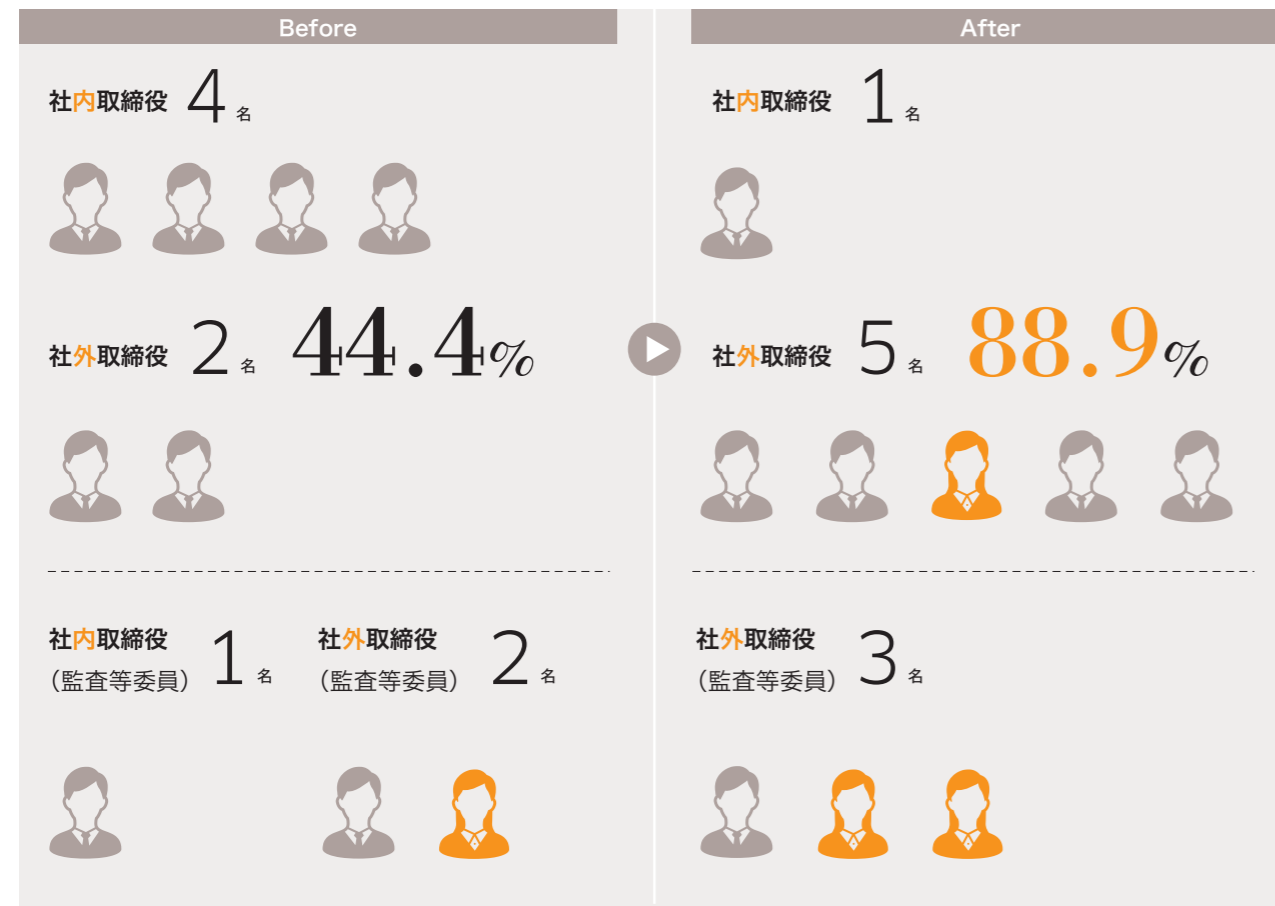 Before
社内取締役 4 名
社外取締役 2 名 44.4%
社内取締役
（監査等委員） 1 名
社外取締役
（監査等委員） 2 名
After
社内取締役 1 名
社外取締役 5 名 88.9%
社外取締役
（監査等委員） 3 名